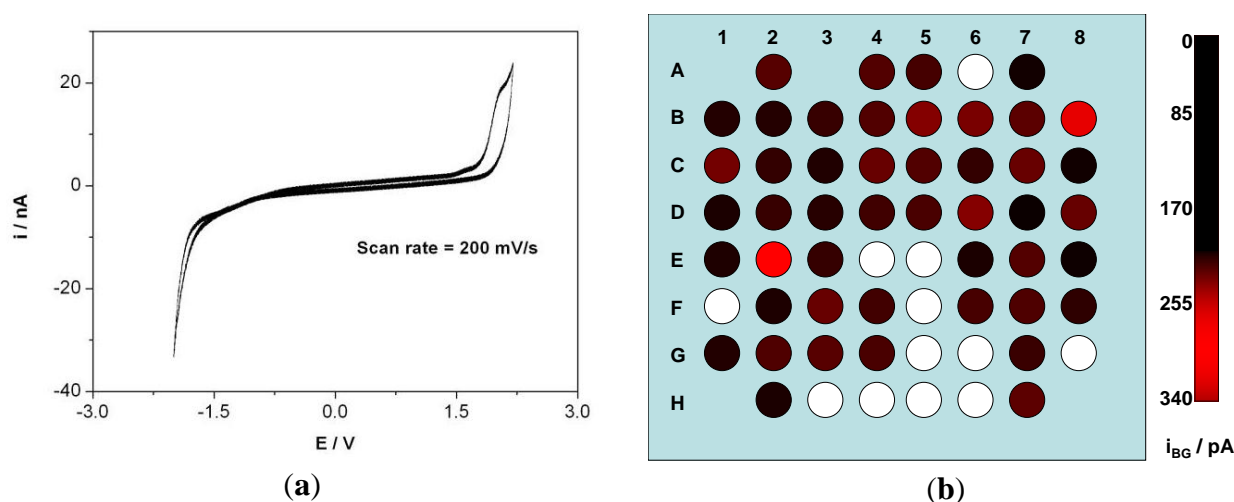 20
0
-20
-40
i / nA
-3.0 -1.5 0.0 1.5 3.0
E / V
Scan rate = 200 mV/s
(a)
1 2 3 4 5 6 7 8
A
B
C
D
E
F
G
H
0
85
170
255
340
iBG / pA
(b)